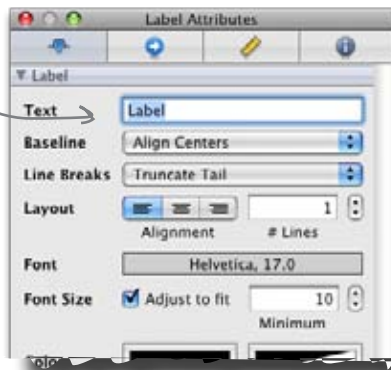 Label Attributes
Label
Text Label
Baseline Align Centers
Line Breaks Truncate Tail
Layout 1
Alignment # Lines
Font Helvetica, 17.0
Font Size Adjust to fit 10
Minimum